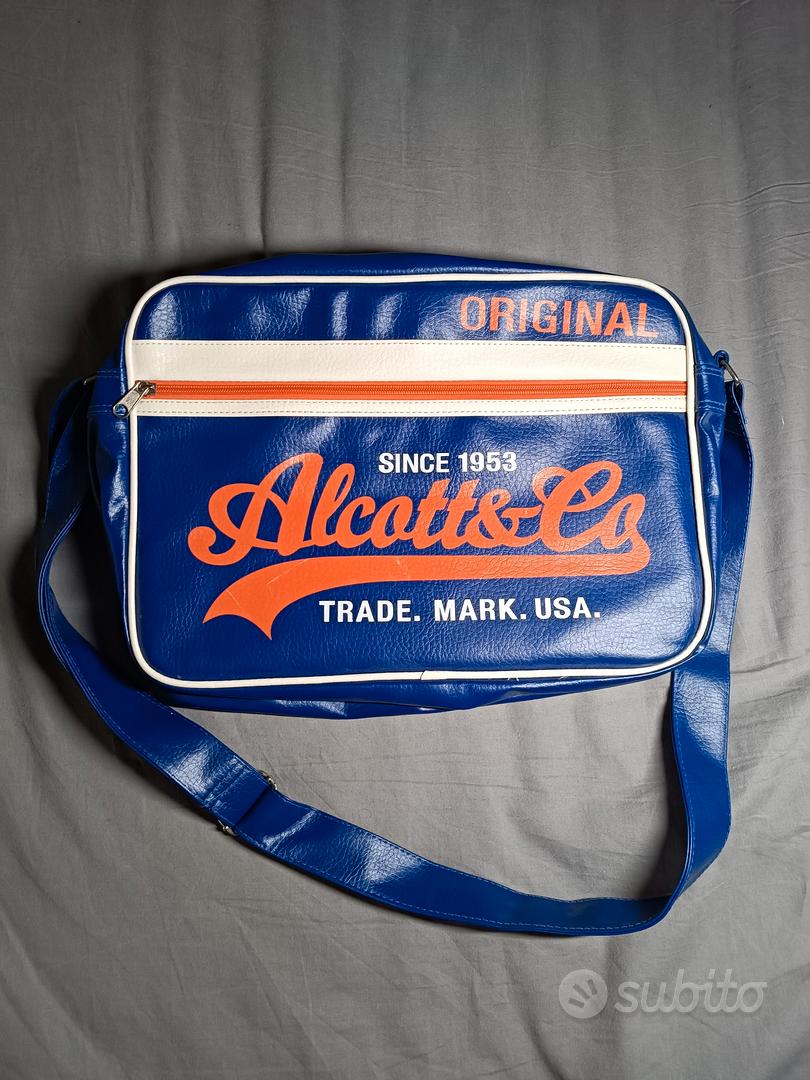 ORIGINAL
SINCE 1953
Alcott&Co
TRADE. MARK. USA.
subito